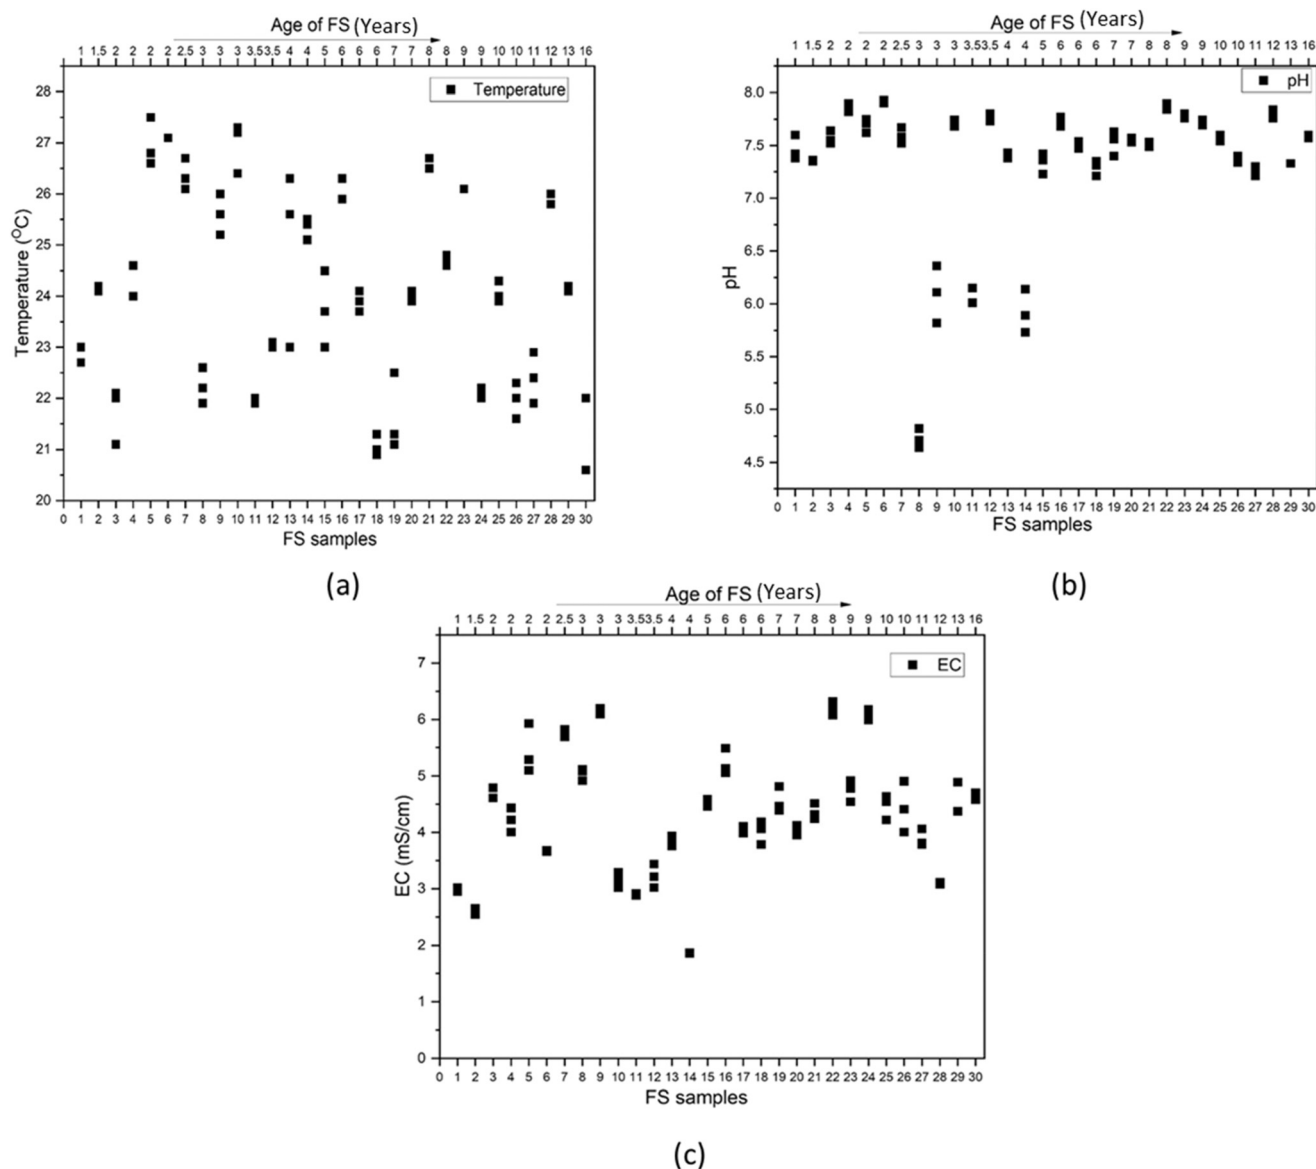 Age of FS (Years)
1 1.5 2 2 2 2 2.5 3 3 3 3.5 3.5 4 4 5 6 6 6 7 7 8 8 9 9 10 10 11 12 13 16
Temperature
28
27
26
25
24
23
22
21
20
Temperature (OC)
0 1 2 3 4 5 6 7 8 9 10 11 12 13 14 15 16 17 18 19 20 21 22 23 24 25 26 27 28 29 30
FS samples
(a)
Age of FS (Years)
1 1.5 2 2 2 2 2.5 3 3 3 3.5 3.5 4 4 5 6 6 6 7 7 8 8 9 9 10 10 11 12 13 16
pH
8.0
7.5
7.0
6.5
6.0
5.5
5.0
4.5
pH
0 1 2 3 4 5 6 7 8 9 10 11 12 13 14 15 16 17 18 19 20 21 22 23 24 25 26 27 28 29 30
FS samples
(b)
Age of FS (Years)
1 1.5 2 2 2 2 2.5 3 3 3 3.5 3.5 4 4 5 6 6 6 7 7 8 8 9 9 10 10 11 12 13 16
EC
7
6
5
4
3
2
1
0
EC (mS/cm)
0 1 2 3 4 5 6 7 8 9 10 11 12 13 14 15 16 17 18 19 20 21 22 23 24 25 26 27 28 29 30
FS samples
(c)